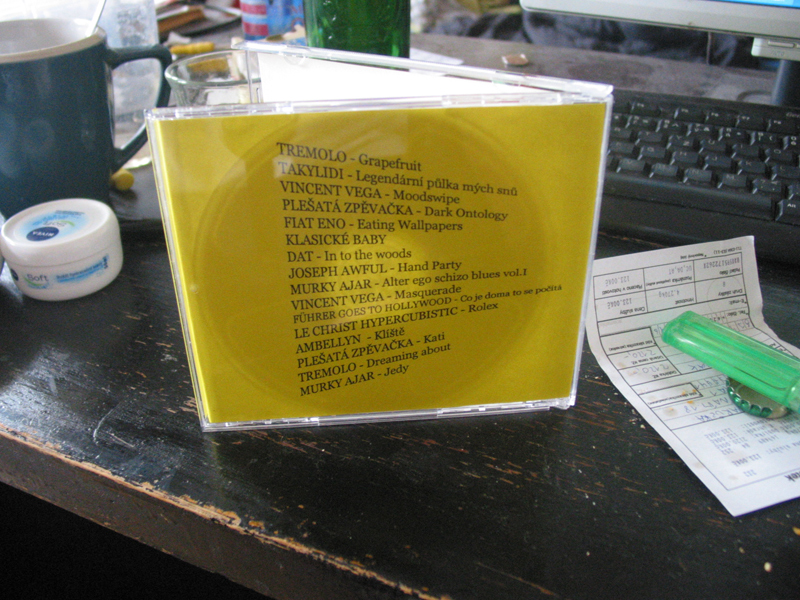 TREMOLO - Grapefruit
TAKYLIDI - Legendární půlka mých snů
VINCENT VEGA - Moodswipe
PLEŠATÁ ZPĚVAČKA - Dark Ontology
FIAT ENO - Eating Wallpapers
KLASICKÉ BABY
DAT - In to the woods
JOSEPH AWFUL - Hand Party
MURKY AJAR - Alter ego schizo blues vol.1
VINCENT VEGA - Masquerade
FÜHRER GOES TO HOLLYWOOD - Co je doma to se počítá
LE CHRIST HYPERCUBISTIC - Rolex
AMBELLYN - Klíště
PLEŠATÁ ZPĚVAČKA - Kati
TREMOLO - Dreaming about
MURKY AJAR - Jedy
NIVEA
Soft